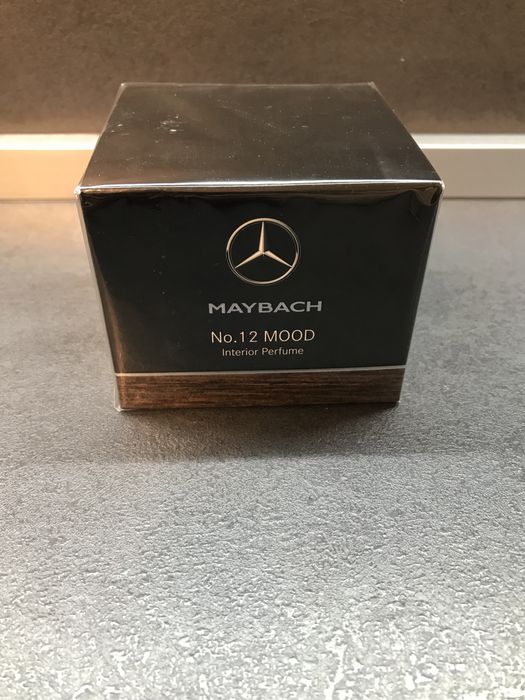 MAYBACH
No.12 MOOD
Interior Perfume